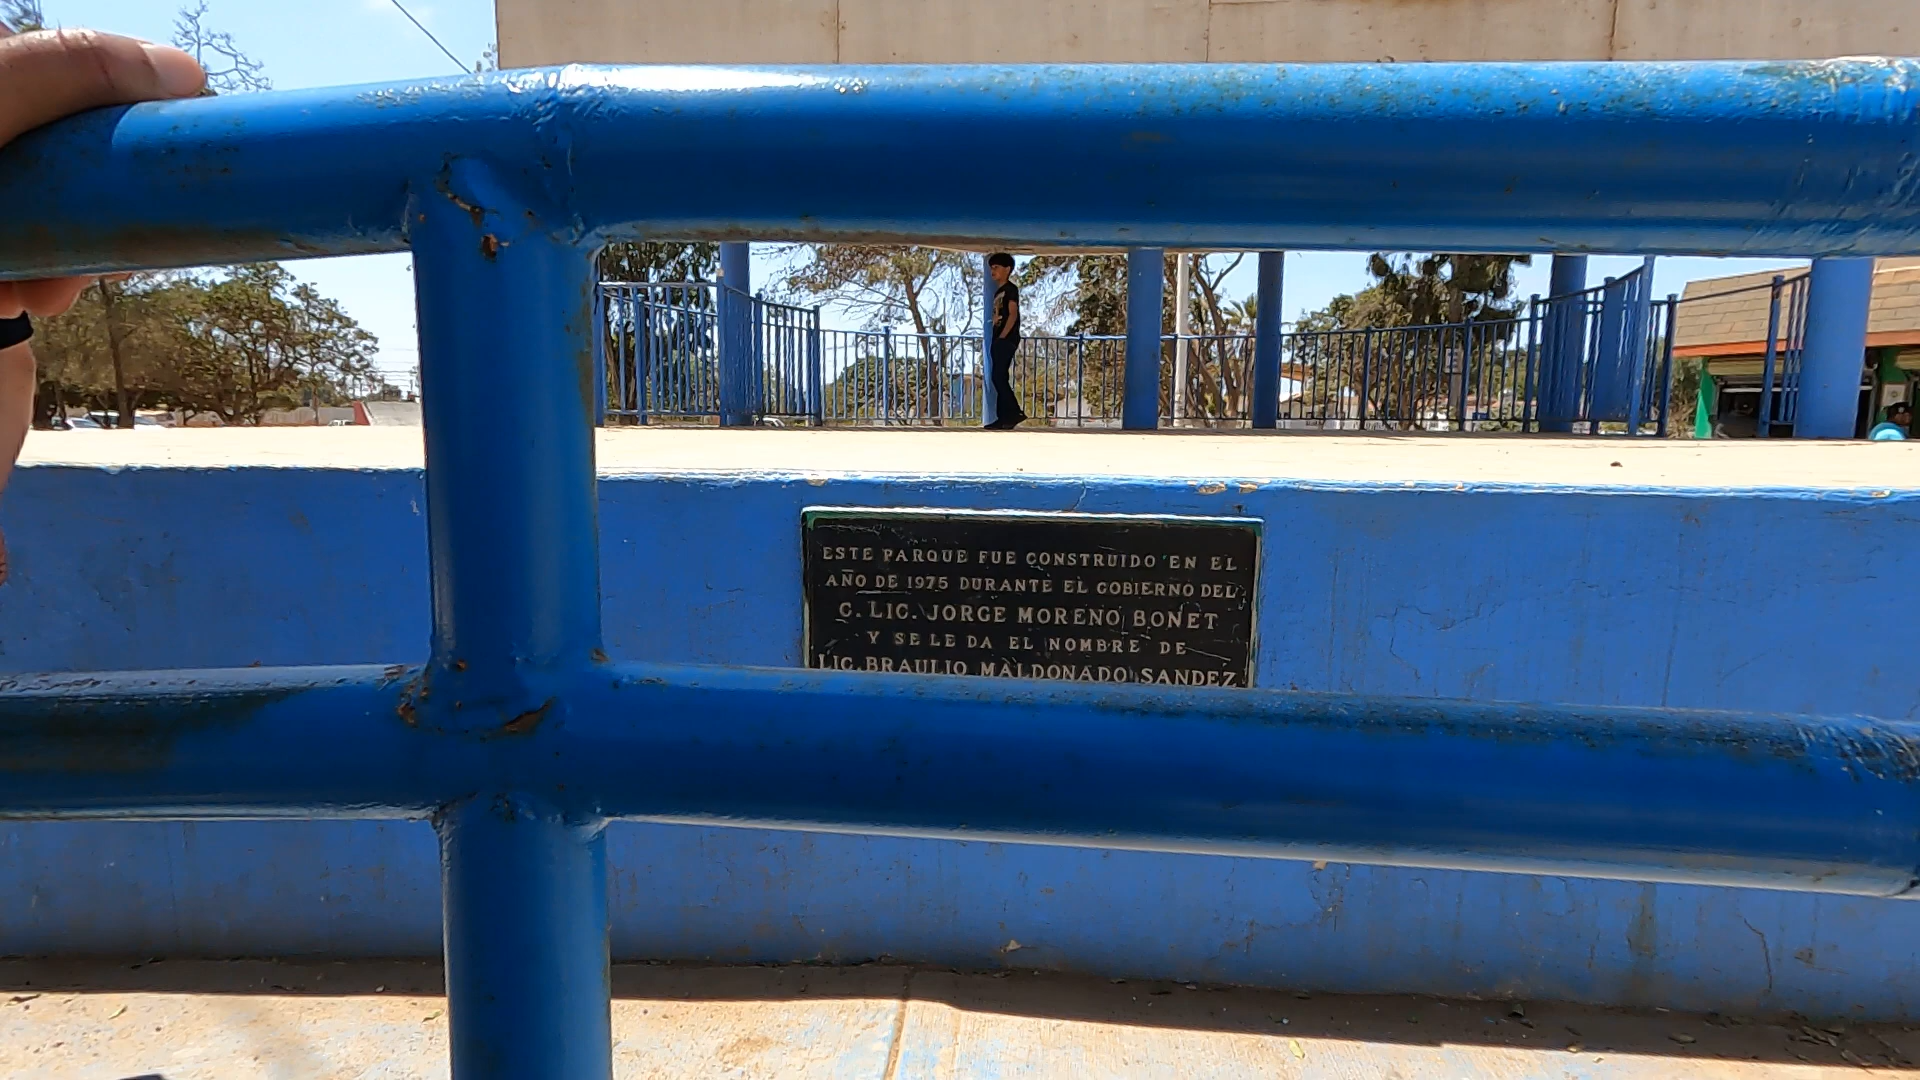 ESTE PARQUE FUE CONSTRUIDO EN EL
AÑO DE 1975 DURANTE EL GOBIERNO DEL
C. LIC. JORGE MORENO BONET
Y SE LE DA EL NOMBRE DE
LIC. BRAULIO MALDONADO SANDEZ